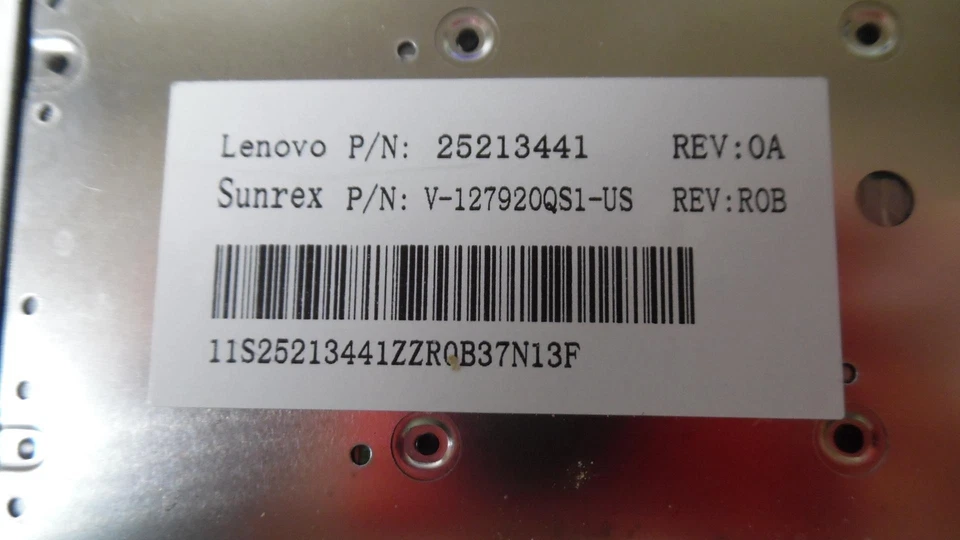 Lenovo P/N: 25213441 REV:0A
Sunrex P/N: V-127920QS1-US REV:R0B
11S25213441ZZR0B37N13F